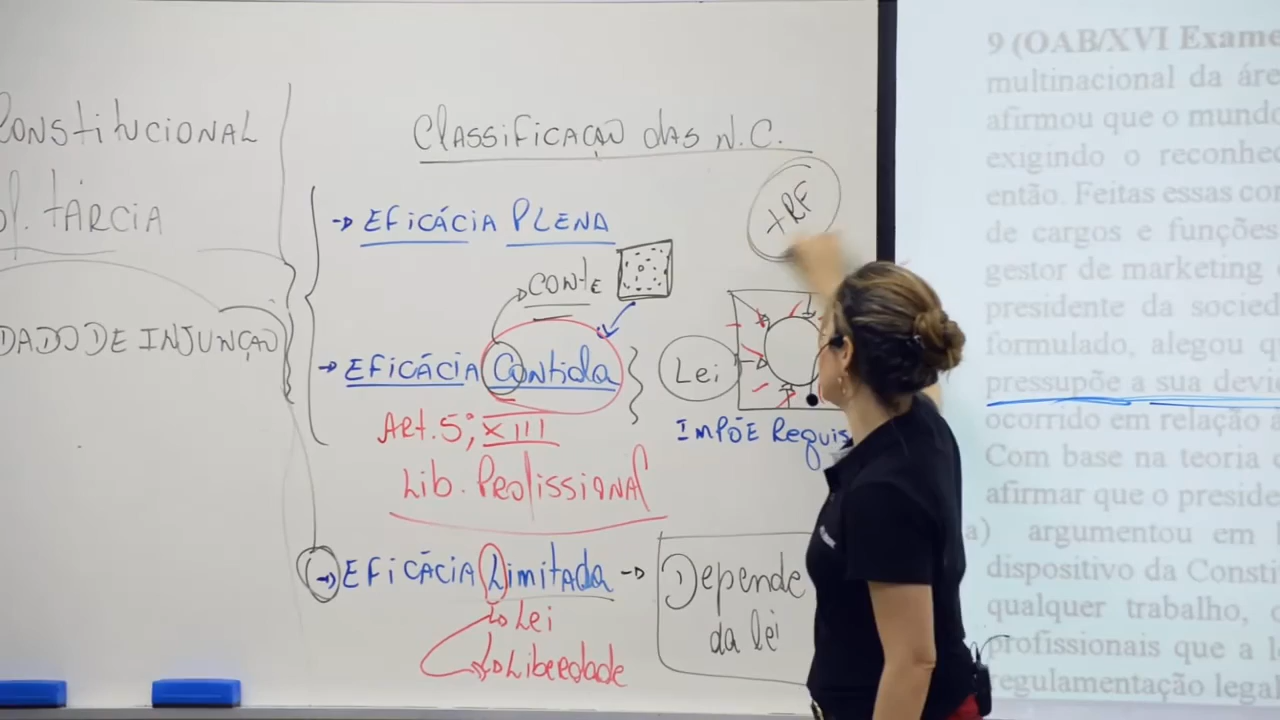 CONSTITUCIONAL
TÁRCIA
DADO DE INJUNÇÃO
Classificação das N.C.
+RF
→ EFICÁCIA PLENA
CONTE
→ EFICÁCIA Contida
Lei
Art. 5º, XIII
IMPÕE Requis
Lib. Profissional
→ EFICÁCIA Limitada →
Depende
da lei
Lei
Liberdade
9 (OAB/XVI Exame
multinacional da áre
afirmou que o mundo
exigindo o reconhec
então. Feitas essas con
de cargos e funções
gestor de marketing
presidente da socied
formulado, alegou q
pressupõe a sua devi
ocorrido em relação a
Com base na teoria
afirmar que o preside
a) argumentou em
dispositivo da Consti
qualquer trabalho,
profissionais que a l
regulamentação legal